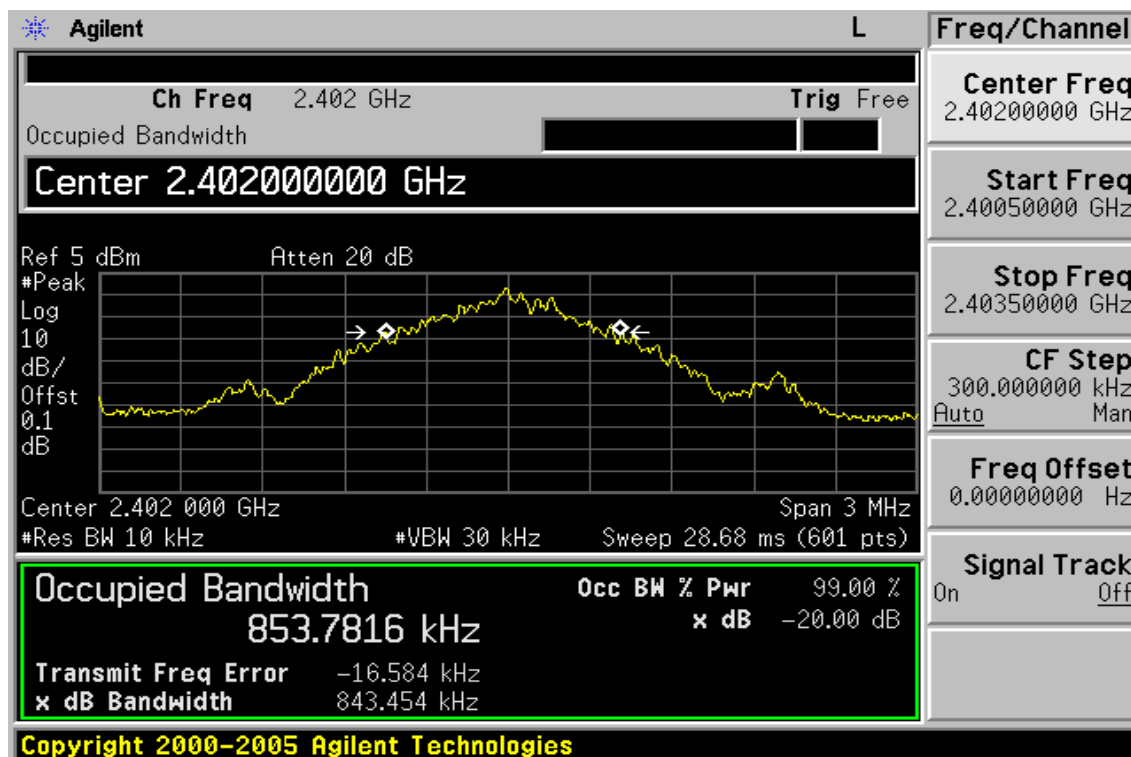 Agilent
L
Freq/Channel
Ch Freq 2.402 GHz
Trig Free
Occupied Bandwidth
Center 2.402000000 GHz
Ref 5 dBm
Atten 20 dB
#Peak
Log
10
dB/
Offst
0.1
dB
Center 2.402 000 GHz
Span 3 MHz
#Res BW 10 kHz
#VBW 30 kHz
Sweep 28.68 ms (601 pts)
Occupied Bandwidth
853.7816 kHz
Occ BW % Pwr 99.00 %
x dB -20.00 dB
Transmit Freq Error -16.584 kHz
x dB Bandwidth 843.454 kHz
Center Freq
2.40200000 GHz
Start Freq
2.40050000 GHz
Stop Freq
2.40350000 GHz
CF Step
300.000000 kHz
Auto Man
Freq Offset
0.00000000 Hz
Signal Track
On Off
Copyright 2000-2005 Agilent Technologies